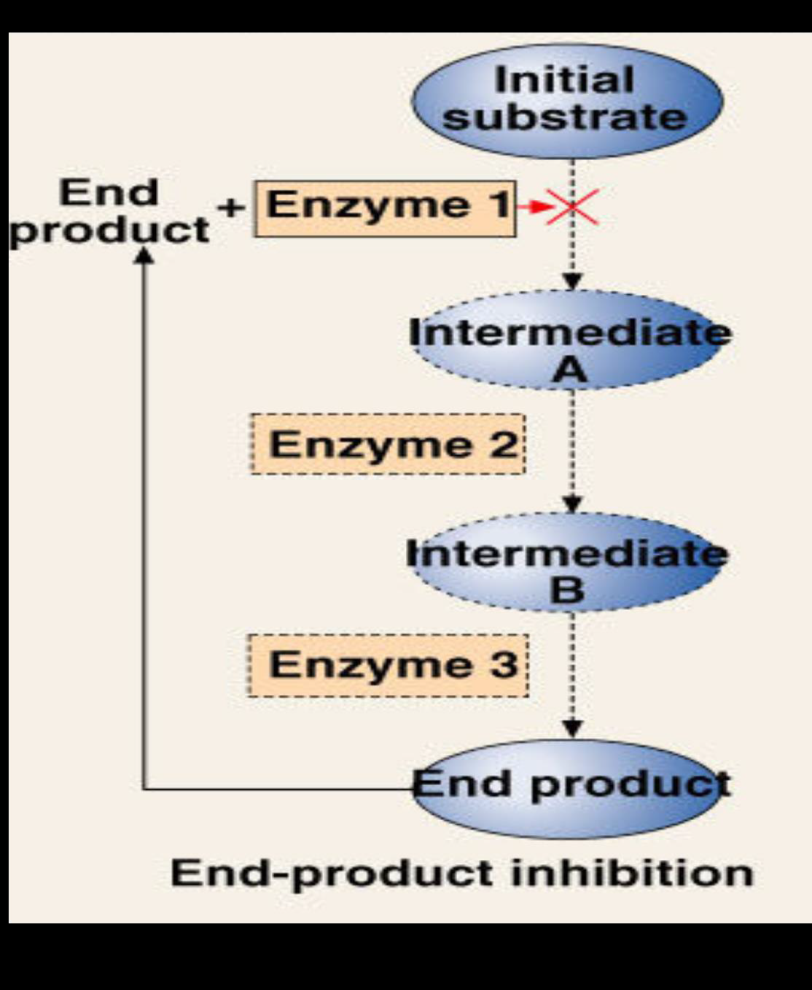 Initial
substrate
End
product + Enzyme 1
Intermediate
A
Enzyme 2
Intermediate
B
Enzyme 3
End product
End-product inhibition